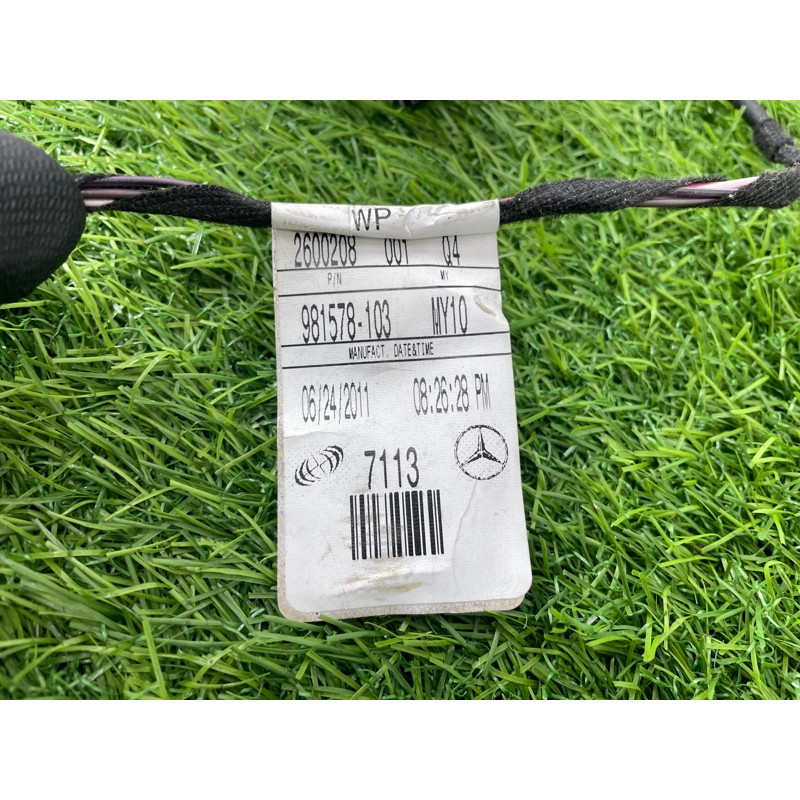 WP
2600208 001 Q4
P/N MY
981578-103 MY10
MANUFACT. DATE&TIME
06/24/2011 08:26:28 PM
7113